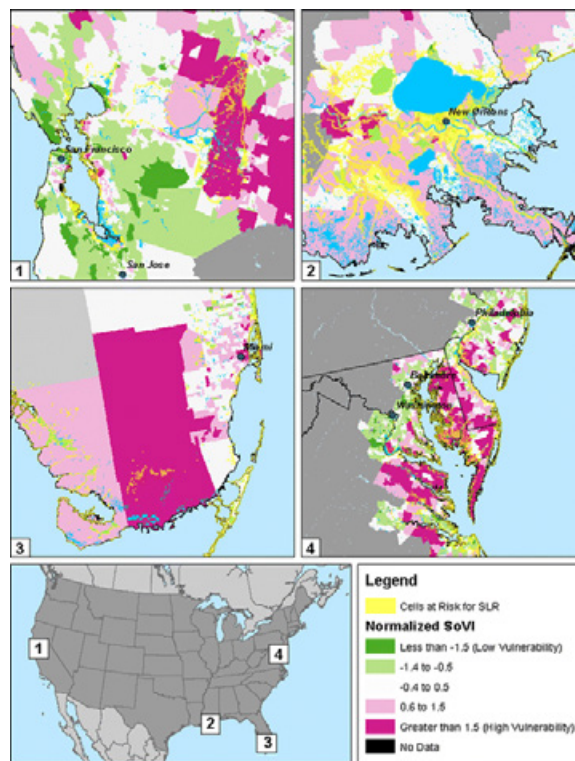 San Francisco
San Jose
1
New Orleans
2
Miami
3
Philadelphia
Baltimore
Washington
4
1
4
2
3
Legend
Cells at Risk for SLR
Normalized SoVI
Less than -1.5 (Low Vulnerability)
-1.4 to -0.5
-0.4 to 0.5
0.6 to 1.5
Greater than 1.5 (High Vulnerability)
No Data